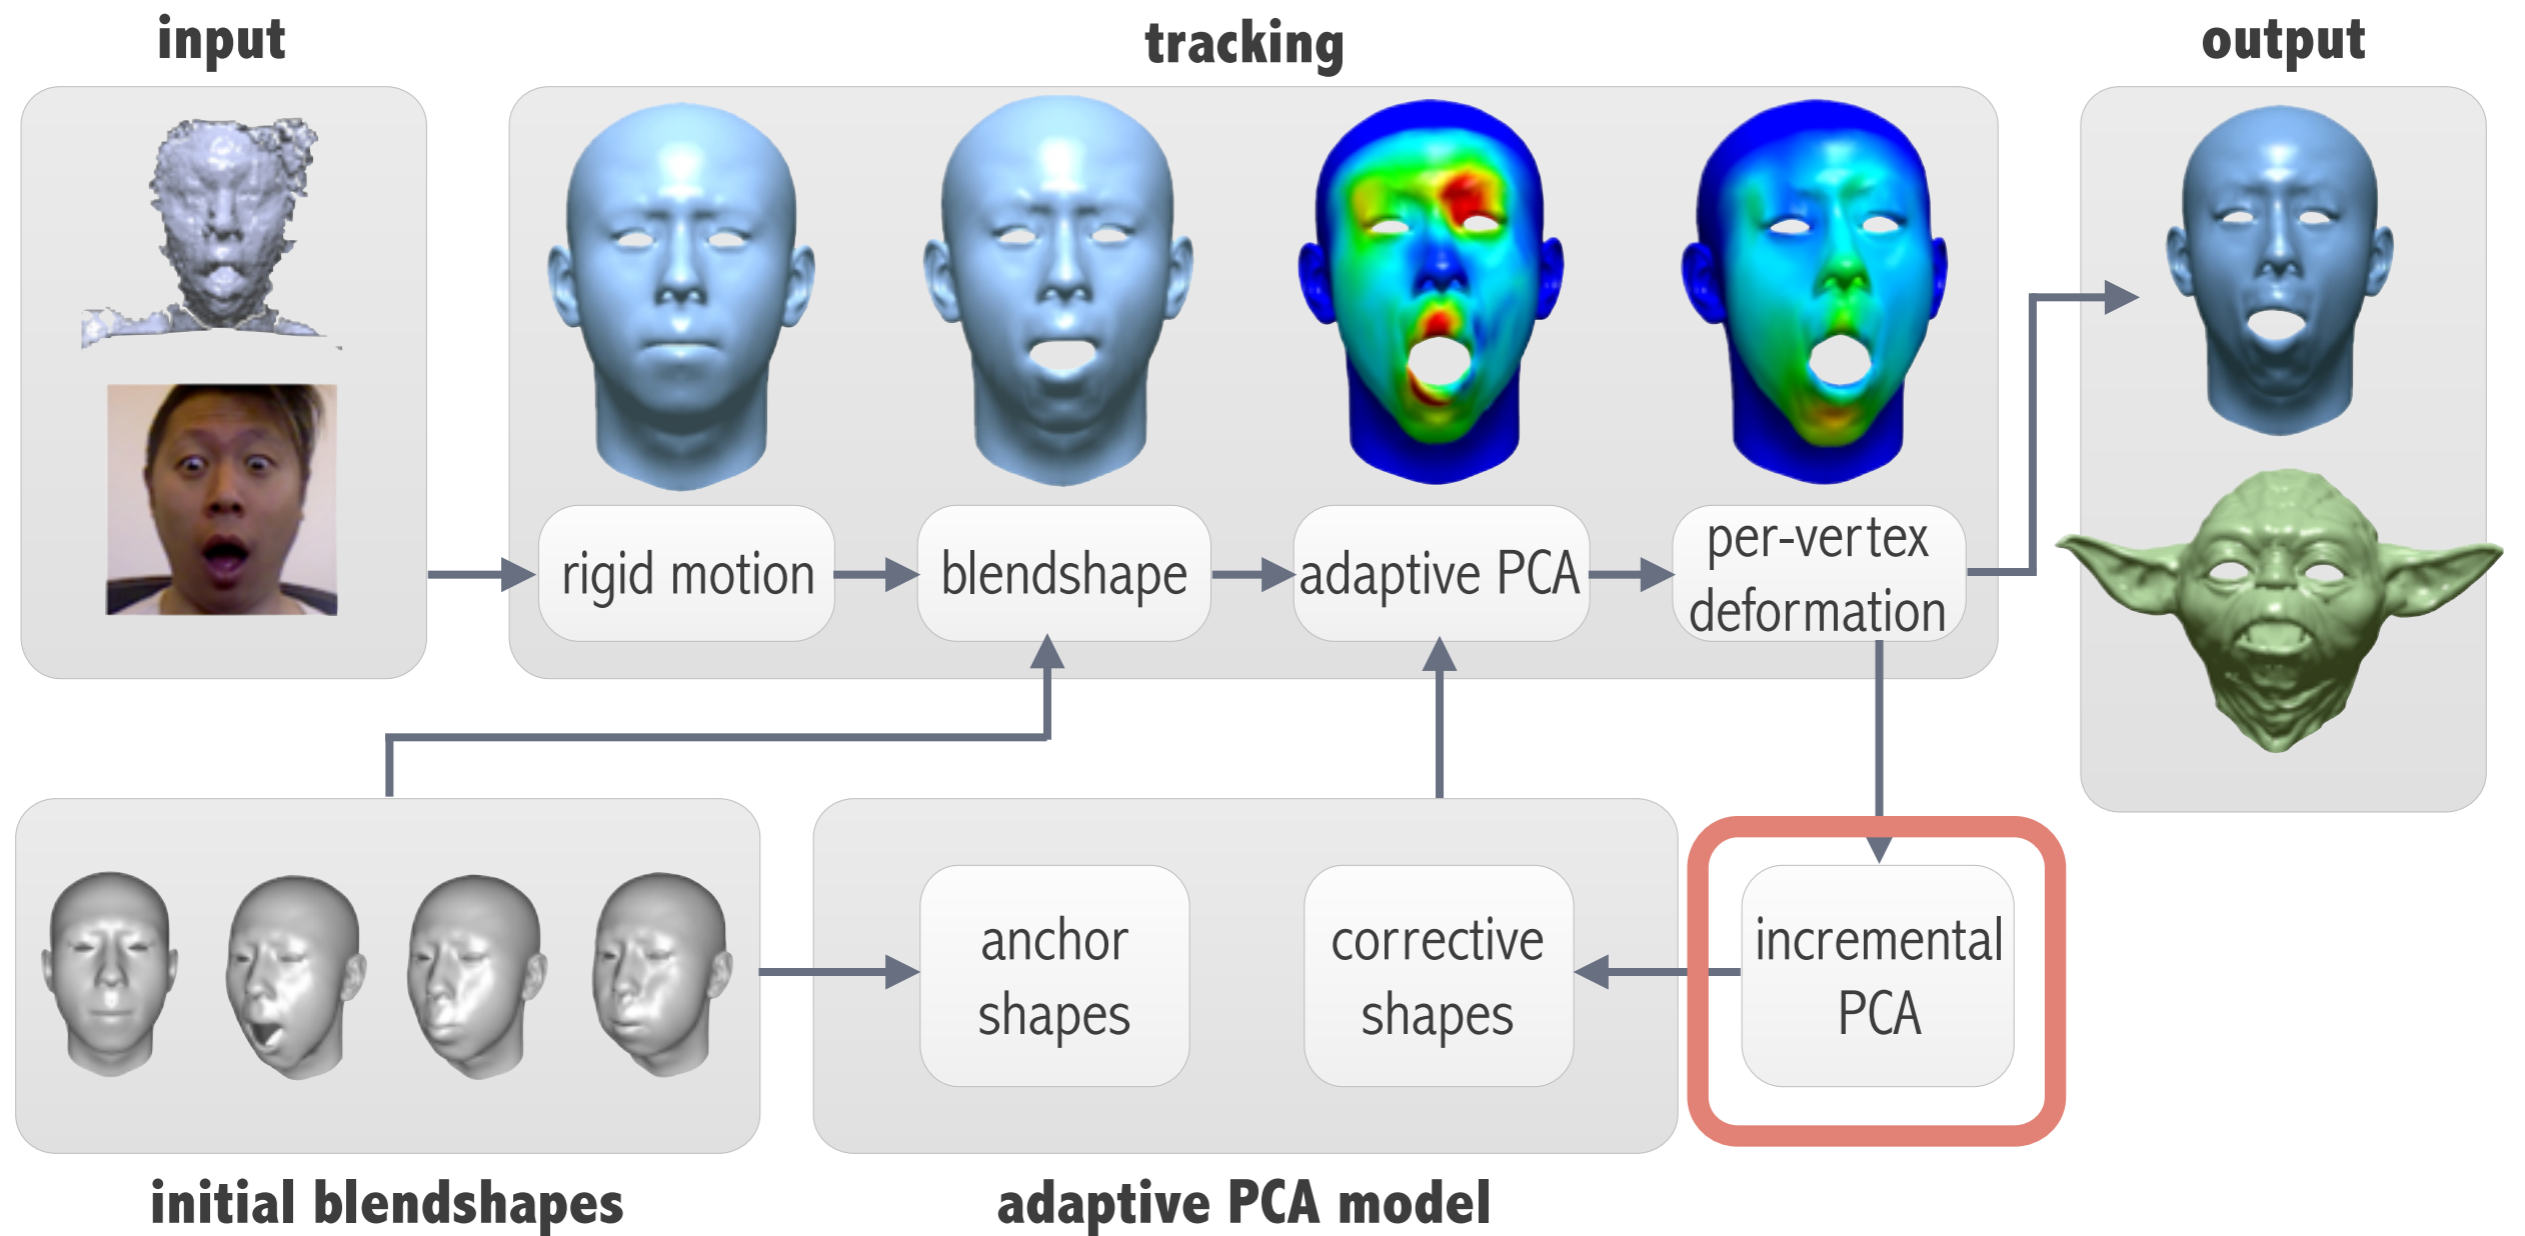 input
tracking
output
rigid motion
blendshape
adaptive PCA
per-vertex
deformation
anchor
shapes
corrective
shapes
incremental
PCA
initial blendshapes
adaptive PCA model